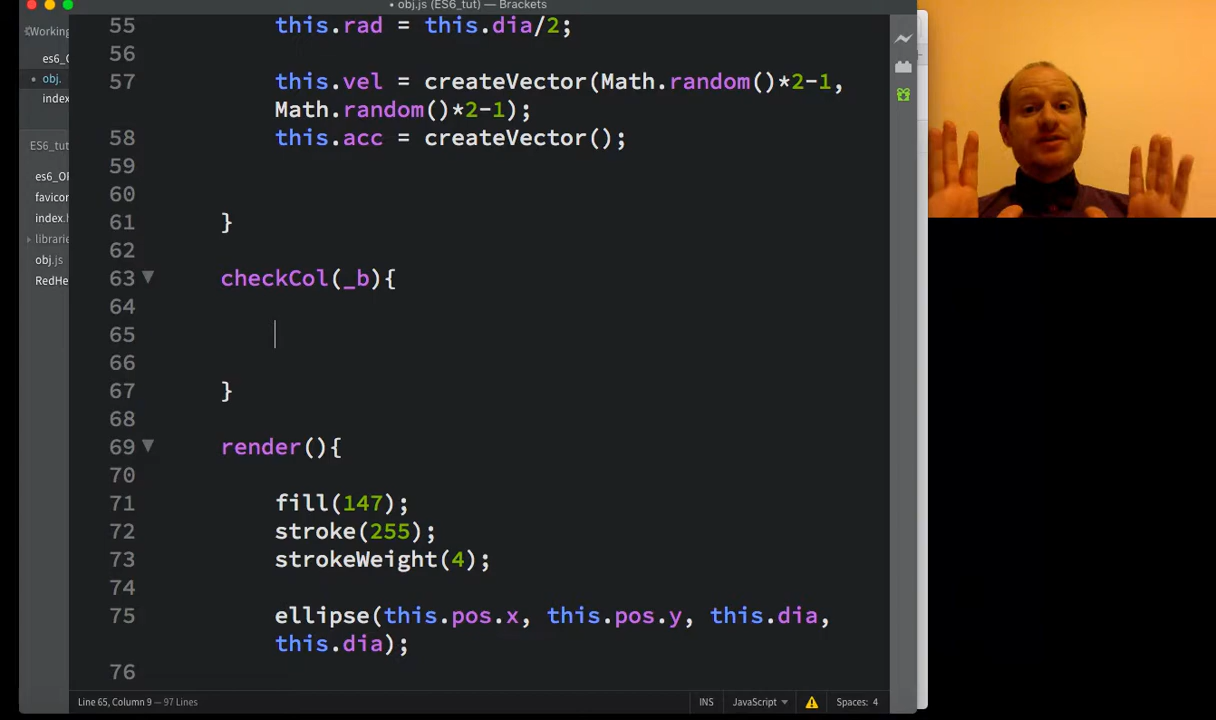 • obj.js (ES6_tut) — Brackets
Working
es6_O
• obj.
index
ES6_tut
es6_OI
favicor
index.h
librarie
obj.js
RedHe
55 this.rad = this.dia/2;
56
57 this.vel = createVector(Math.random()*2-1,
Math.random()*2-1);
58 this.acc = createVector();
59
60
61 }
62
63 checkCol(_b){
64
65
66
67 }
68
69 render(){
70
71 fill(147);
72 stroke(255);
73 strokeWeight(4);
74
75 ellipse(this.pos.x, this.pos.y, this.dia,
this.dia);
76
Line 65, Column 9 — 97 Lines
INS JavaScript Spaces: 4